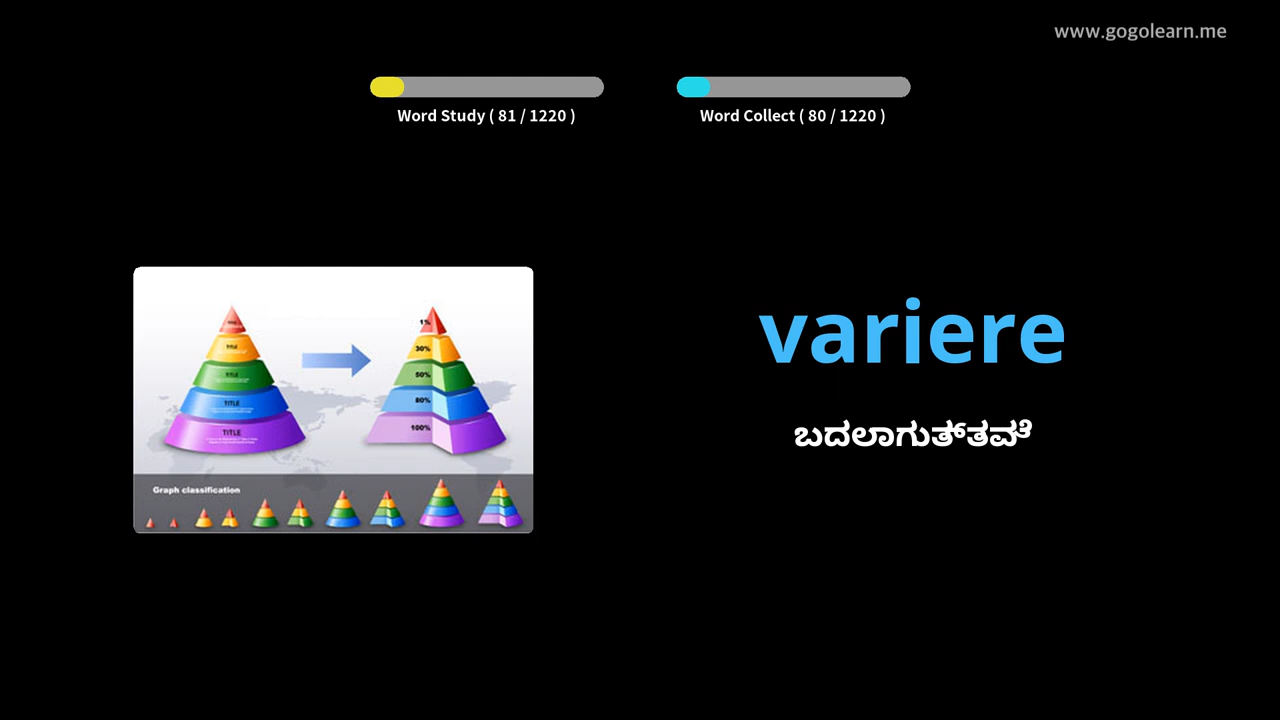 www.gogolearn.me
Word Study ( 81 / 1220 )
Word Collect ( 80 / 1220 )
variere
ಬದಲಾಗುತ್ತವೆ
TITLE
TITLE
TITLE
TITLE
1%
30%
50%
80%
100%
Graph classification